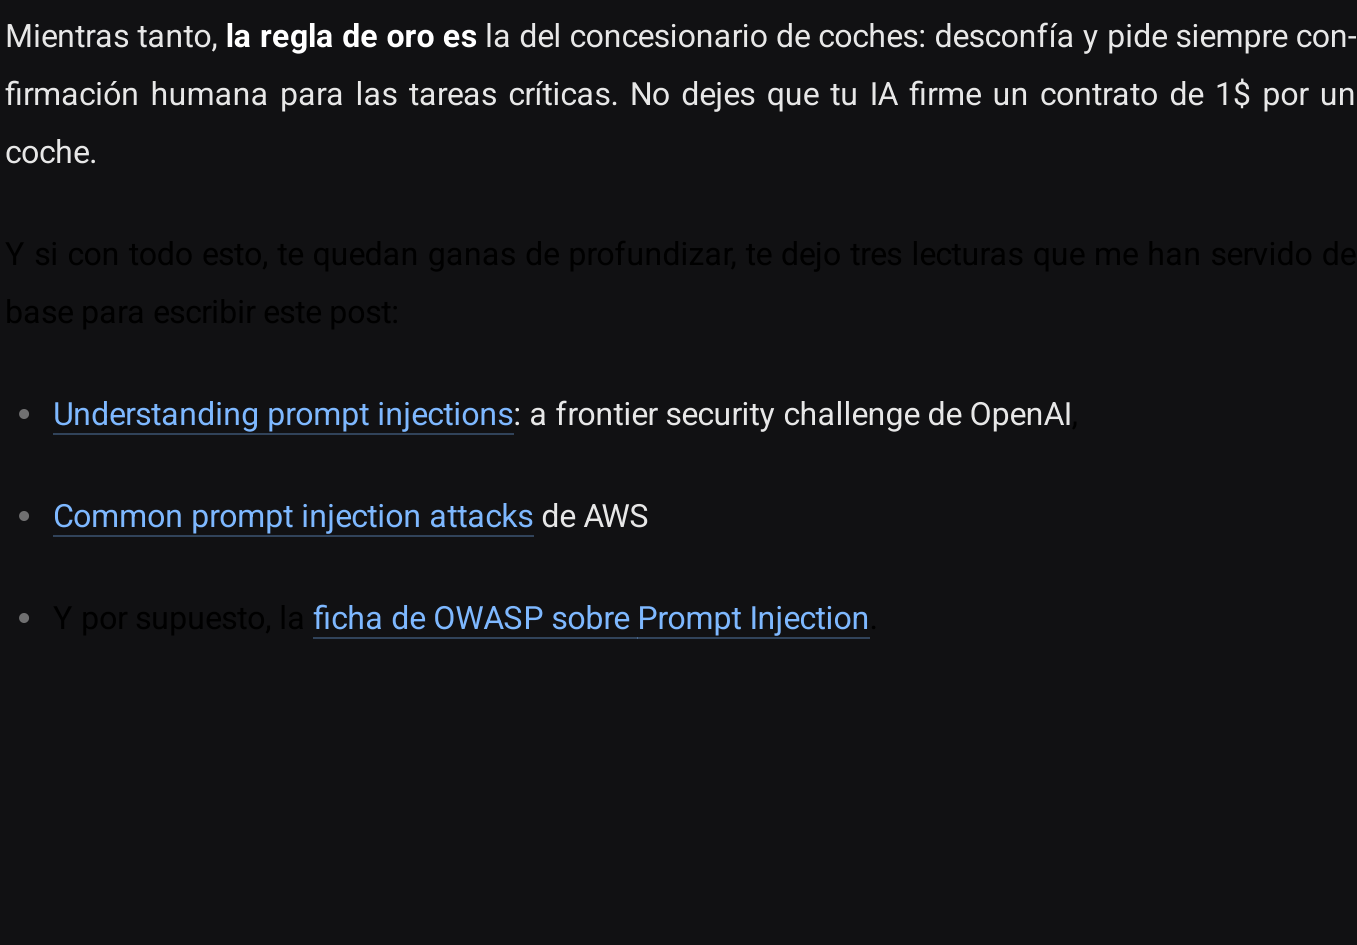 Mientras tanto, la regla de oro es la del concesionario de coches: desconfía y pide siempre con-
firmación humana para las tareas críticas. No dejes que tu IA firme un contrato de 1$ por un
coche.
Y si con todo esto, te quedan ganas de profundizar, te dejo tres lecturas que me han servido de
base para escribir este post:
Understanding prompt injections: a frontier security challenge de OpenAI,
Common prompt injection attacks de AWS
Y por supuesto, la ficha de OWASP sobre Prompt Injection.